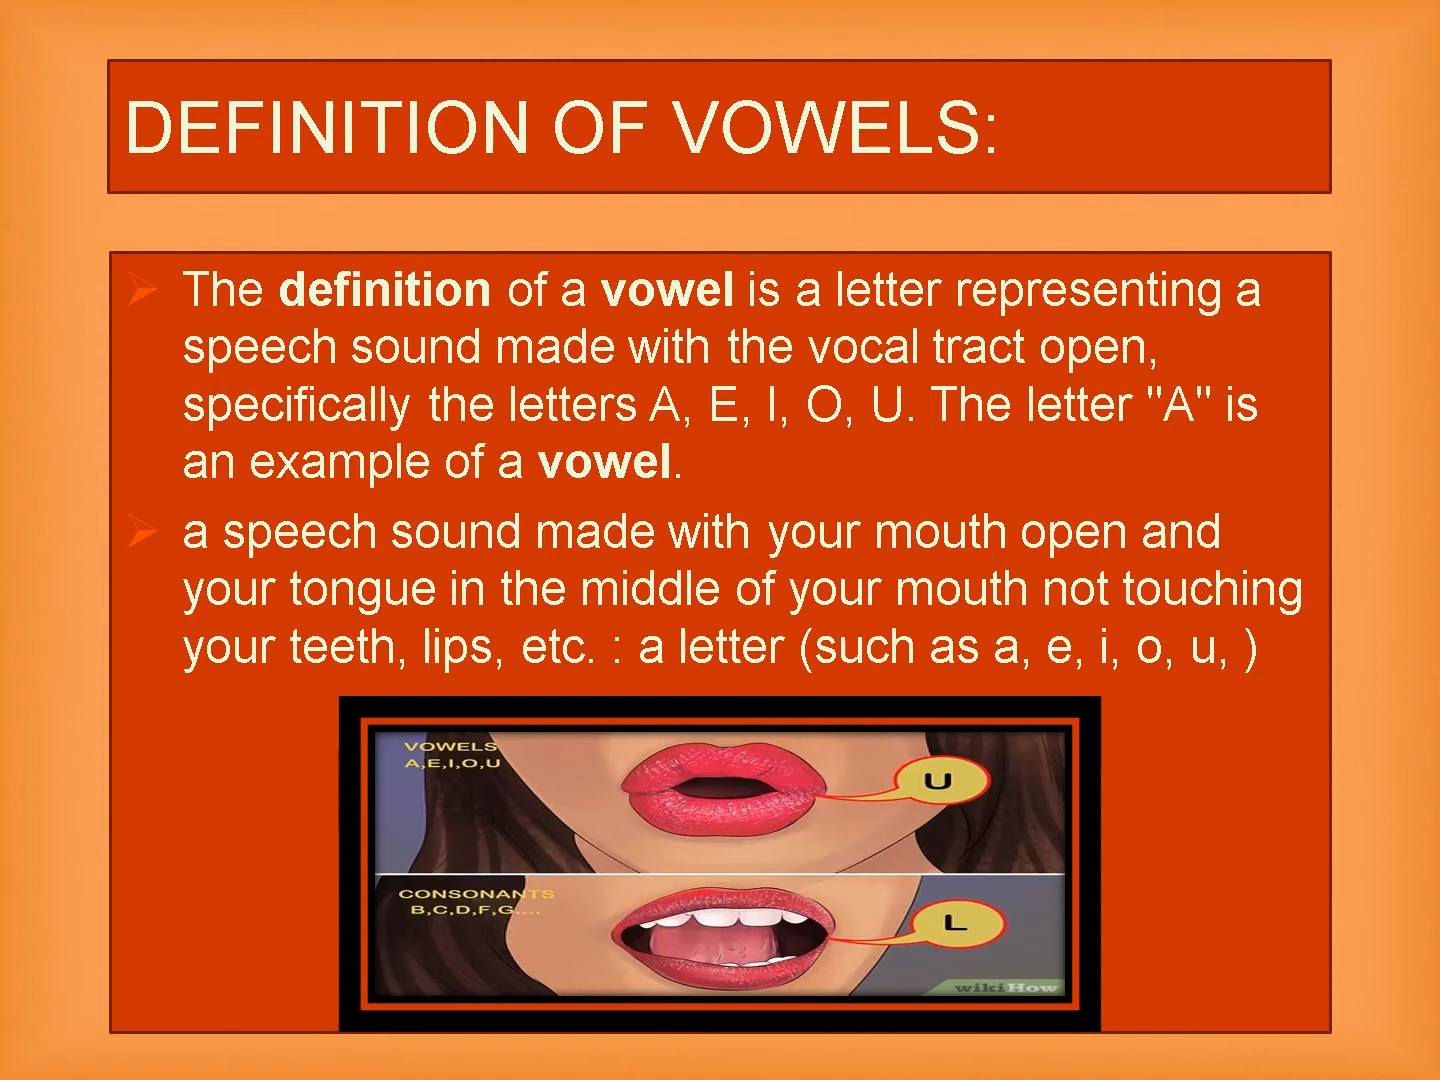 DEFINITION OF VOWELS:
The definition of a vowel is a letter representing a
speech sound made with the vocal tract open,
specifically the letters A, E, I, O, U. The letter "A" is
an example of a vowel.
a speech sound made with your mouth open and
your tongue in the middle of your mouth not touching
your teeth, lips, etc. : a letter (such as a, e, i, o, u, )
VOWELS
A,E,I,O,U
U
CONSONANTS
B,C,D,F,G....
L
wikiHow